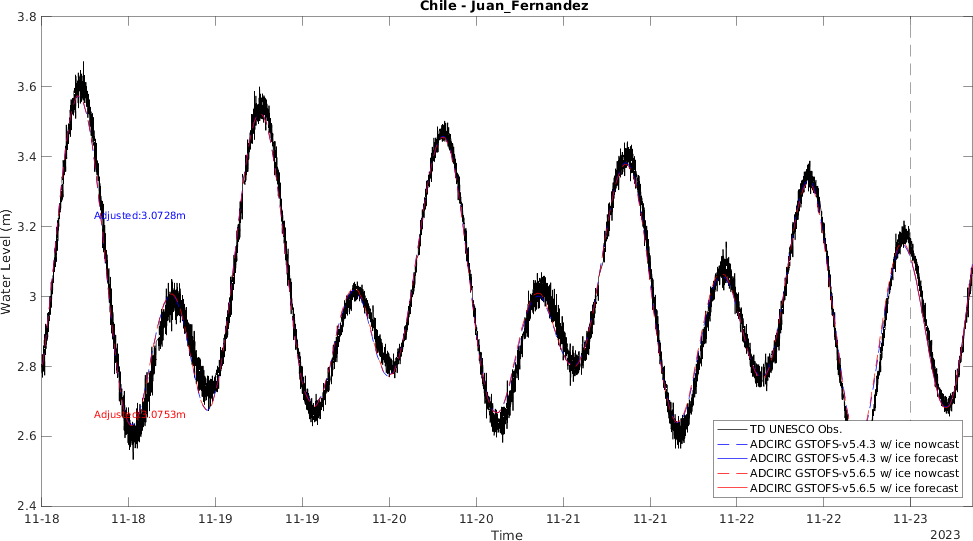 Chile - Juan_Fernandez
3.8
3.6
3.4
3.2
3
2.8
2.6
2.4
Water Level (m)
Adjusted:3.0728m
Adjusted:3.0753m
TD UNESCO Obs.
ADCIRC GSTOFS-v5.4.3 w/ ice nowcast
ADCIRC GSTOFS-v5.4.3 w/ ice forecast
ADCIRC GSTOFS-v5.6.5 w/ ice nowcast
ADCIRC GSTOFS-v5.6.5 w/ ice forecast
11-18 11-18 11-19 11-19 11-20 11-20 11-21 11-21 11-22 11-22 11-23
Time
2023